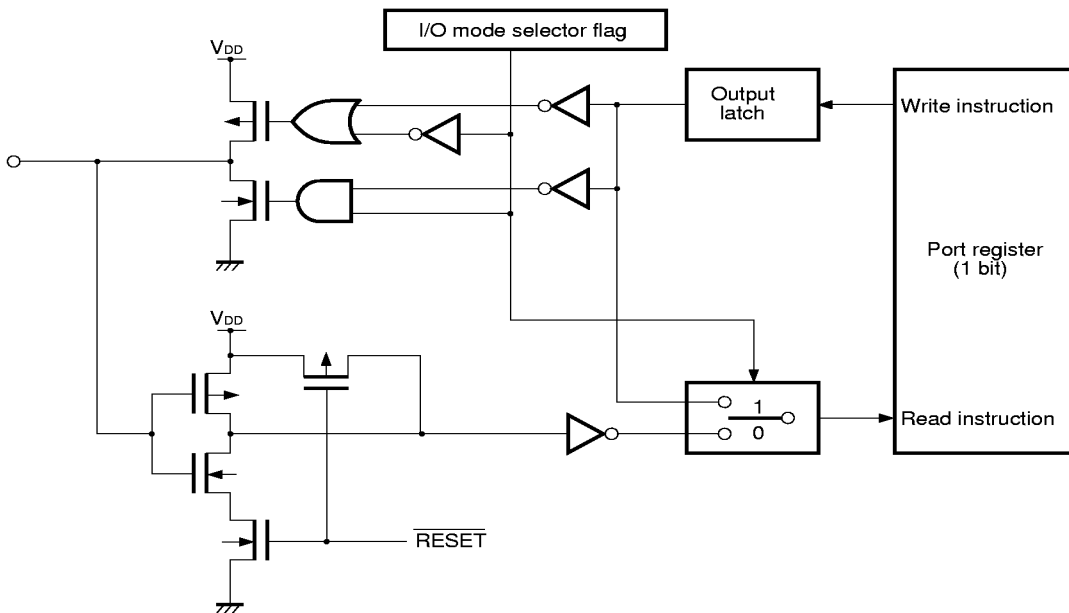 I/O mode selector flag
VDD
Output
latch
Write instruction
Port register
(1 bit)
VDD
1
0
Read instruction
RESET